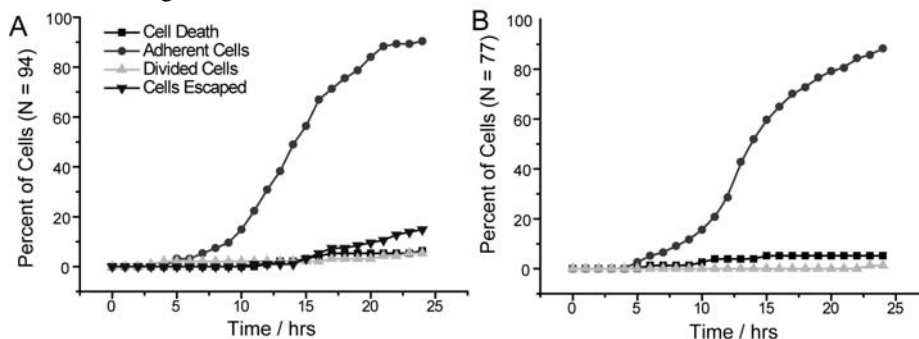 A
Cell Death
Adherent Cells
Divided Cells
Cells Escaped
Percent of Cells (N = 94)
100
80
60
40
20
0
0 5 10 15 20 25
Time / hrs
B
Percent of Cells (N = 77)
100
80
60
40
20
0
0 5 10 15 20 25
Time / hrs